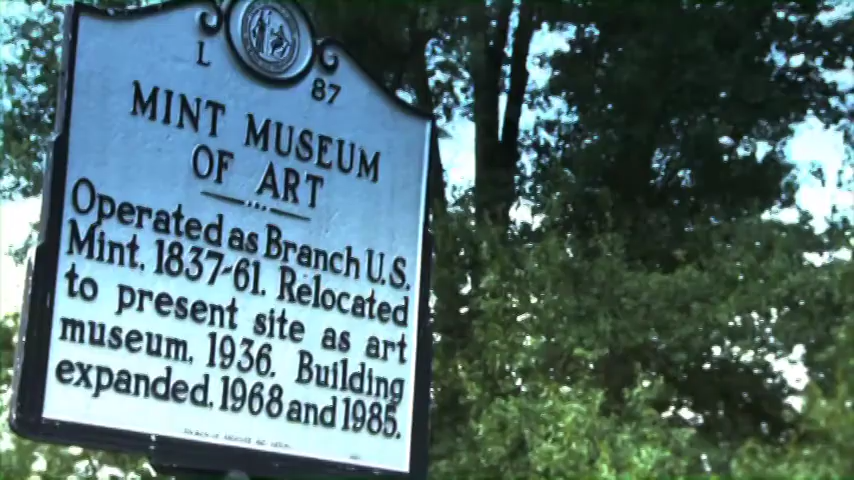 L 87
MINT MUSEUM
OF ART
Operated as Branch U.S.
Mint, 1837-61. Relocated
to present site as art
museum, 1936. Building
expanded, 1968 and 1985.